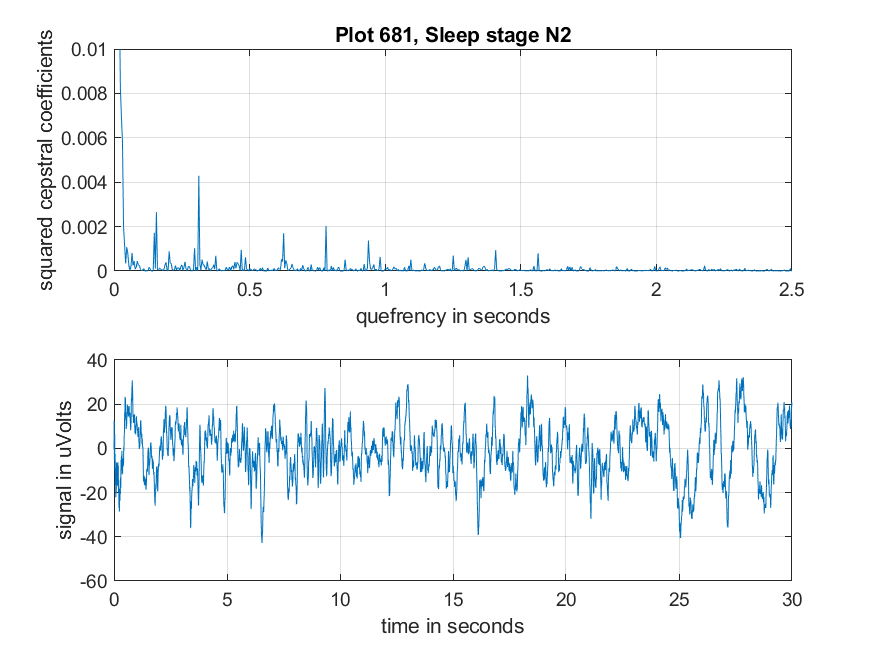 Plot 681, Sleep stage N2
squared cepstral coefficients
0.01
0.008
0.006
0.004
0.002
0
0 0.5 1 1.5 2 2.5
quefrency in seconds
signal in uVolts
40
20
0
-20
-40
-60
0 5 10 15 20 25 30
time in seconds